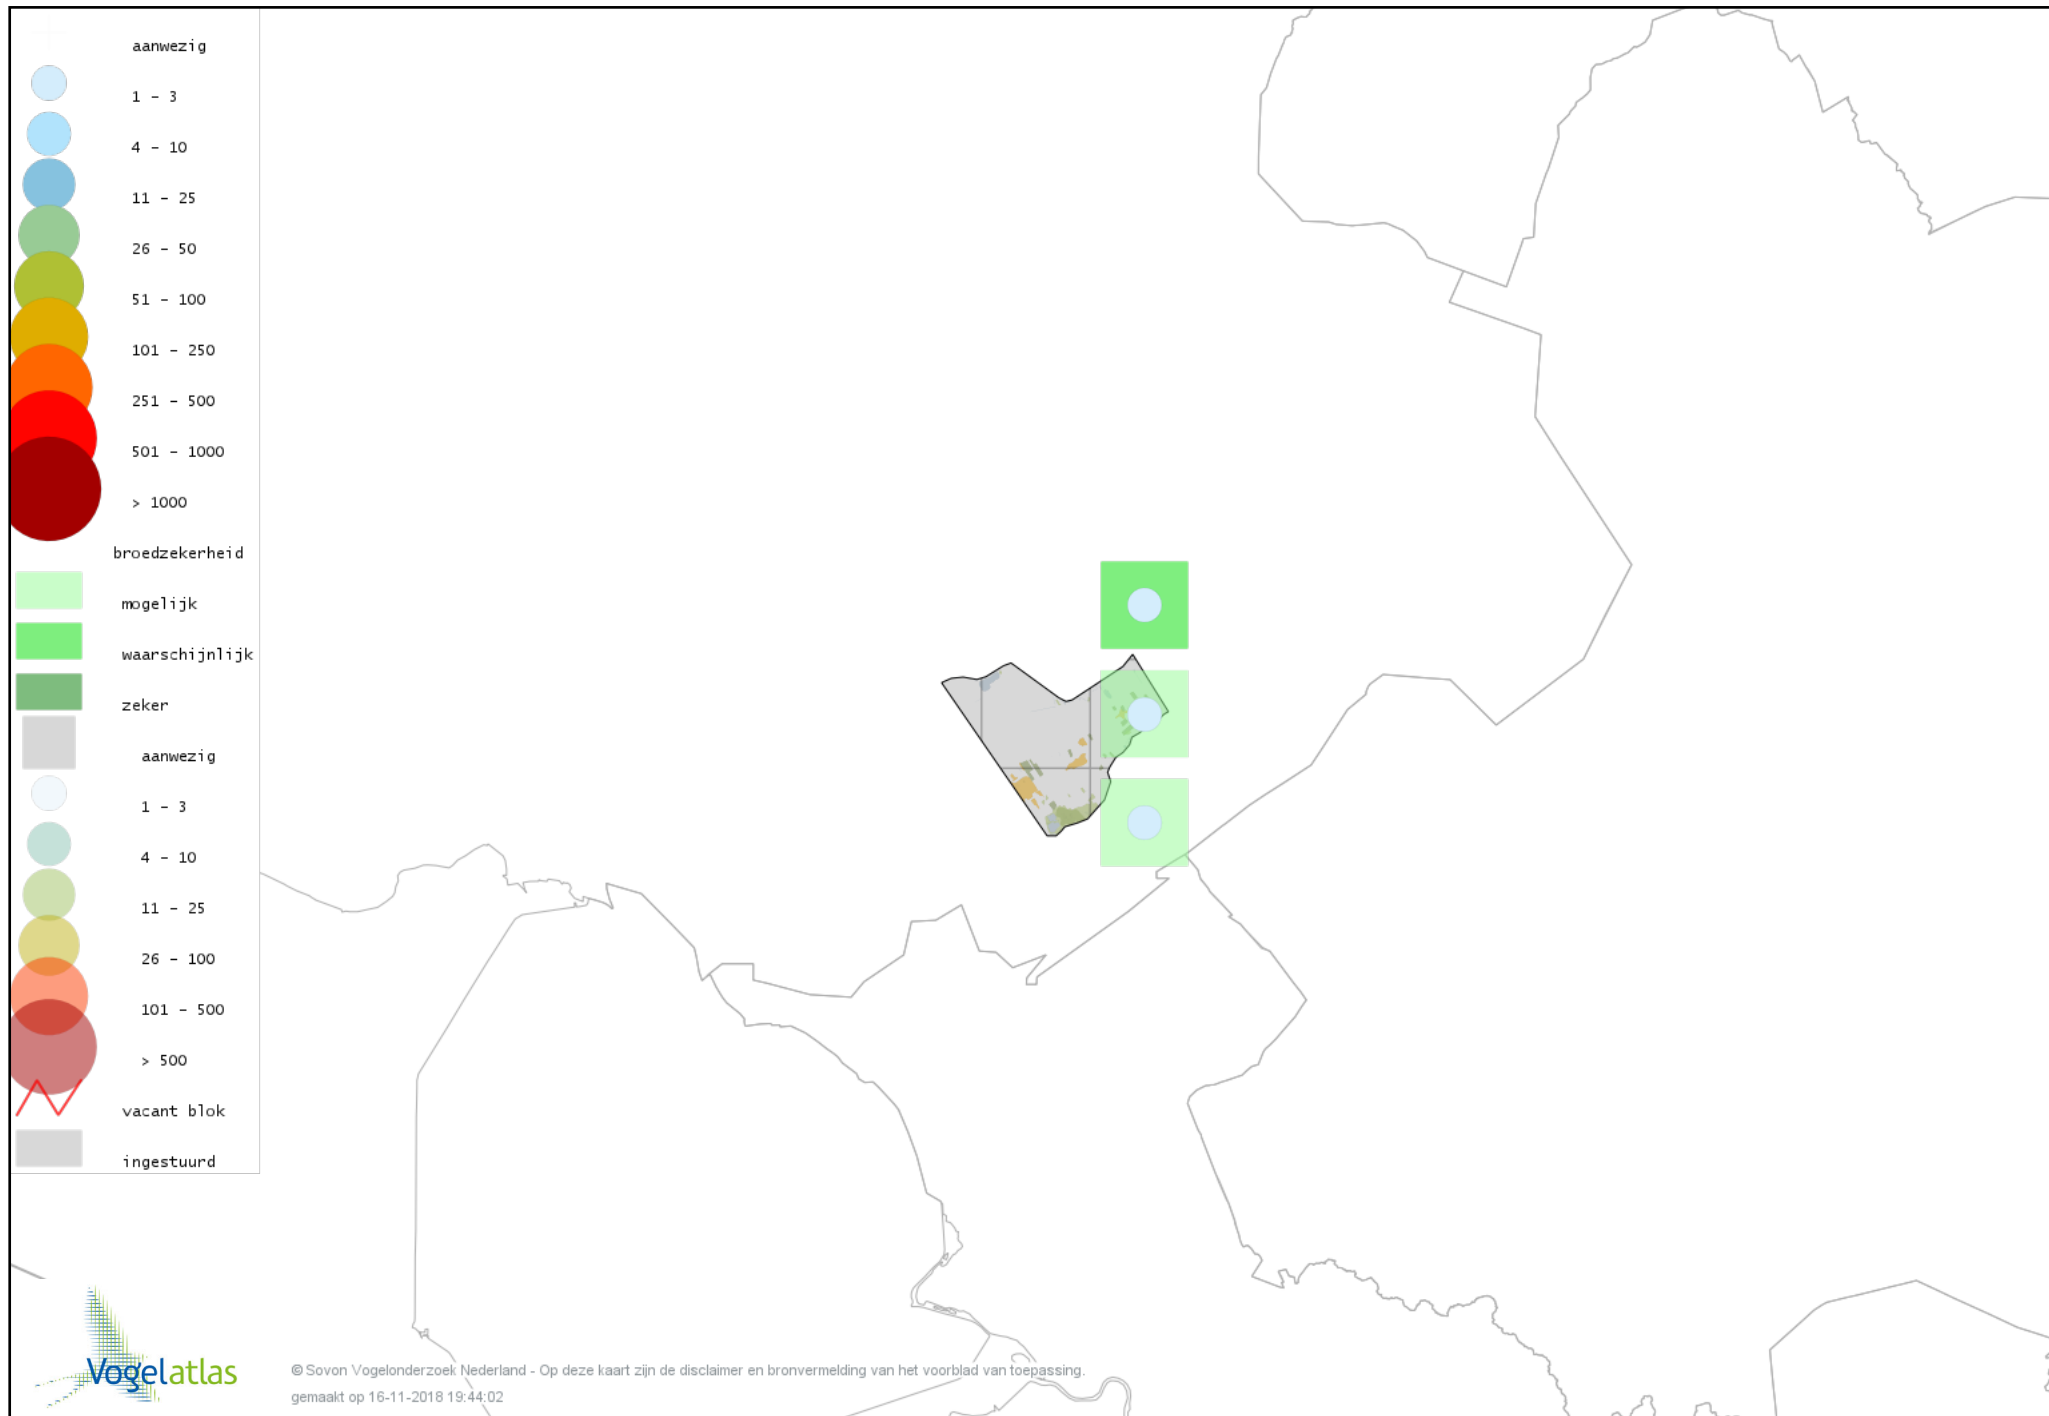 aanwezig
1 - 3
4 - 10
11 - 25
26 - 50
51 - 100
101 - 250
251 - 500
501 - 1000
> 1000
broedzekerheid
mogelijk
waarschijnlijk
zeker
aanwezig
1 - 3
4 - 10
11 - 25
26 - 100
101 - 500
> 500
vacant blok
ingestuurd
Vogelatlas
© Sovon Vogelonderzoek Nederland - Op deze kaart zijn de disclaimer en bronvermelding van het voorblad van toepassing.
gemaakt op 16-11-2018 19:44:02